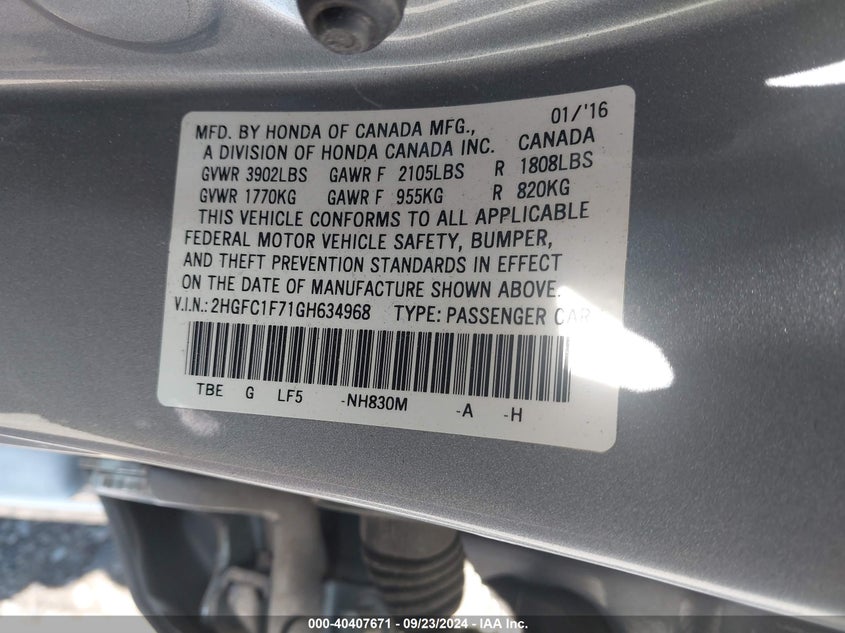 01/'16
MFD. BY HONDA OF CANADA MFG., CANADA
A DIVISION OF HONDA CANADA INC.
GVWR 3902LBS GAWR F 2105LBS R 1808LBS
GVWR 1770KG GAWR F 955KG R 820KG
THIS VEHICLE CONFORMS TO ALL APPLICABLE
FEDERAL MOTOR VEHICLE SAFETY, BUMPER,
AND THEFT PREVENTION STANDARDS IN EFFECT
ON THE DATE OF MANUFACTURE SHOWN ABOVE.
V.I.N.: 2HGFC1F71GH634968 TYPE: PASSENGER CAR
TBE G LF5 -NH830M -A -H
000-40407671 - 09/23/2024 - IAA Inc.